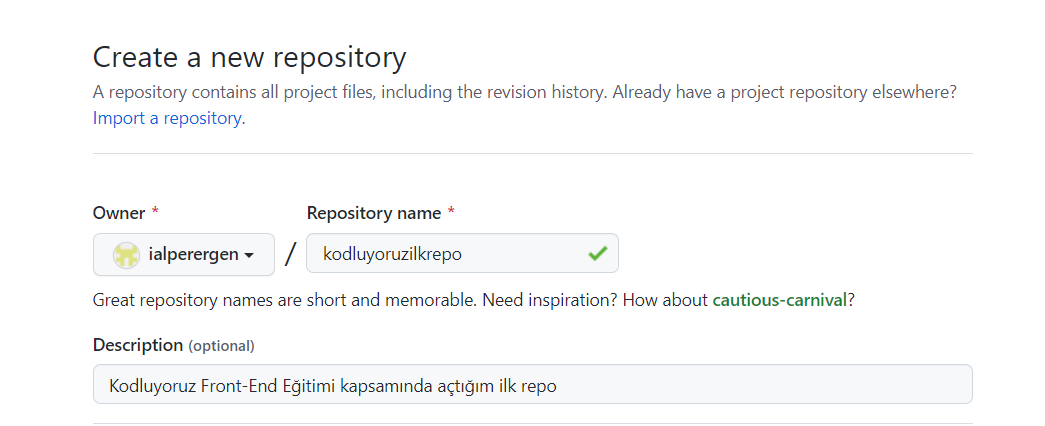 Create a new repository
A repository contains all project files, including the revision history. Already have a project repository elsewhere?
Import a repository.
Owner * Repository name *
ialperergen / kodluyoruzilkrepo
Great repository names are short and memorable. Need inspiration? How about cautious-carnival?
Description (optional)
Kodluyoruz Front-End Eğitimi kapsamında açtığım ilk repo